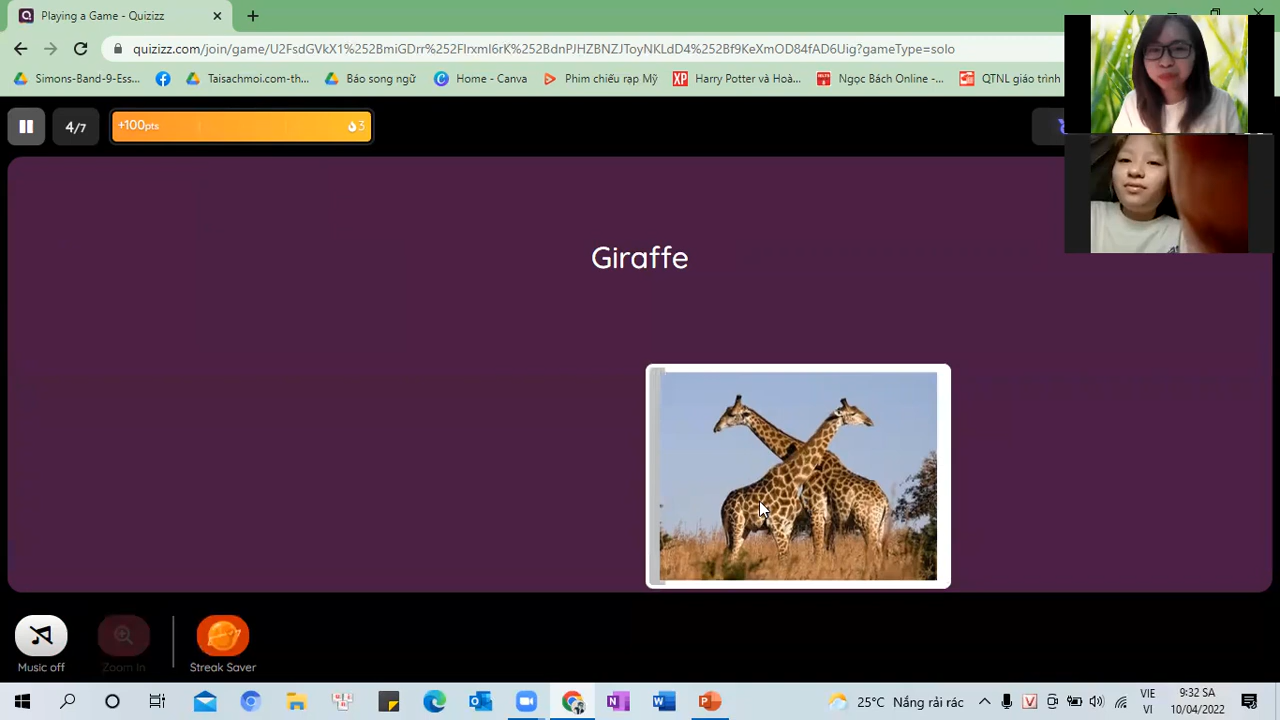 Playing a Game - Quizizz
quizizz.com/join/game/U2FsdGVkX1%252BmiGDrr%252FIrxmI6rK%252BdnPJHZBNZJToyNKLdD4%252Bf9KeXmOD84fAD6Uig?gameType=solo
Simons-Band-9-Ess...
Taisachmoi.com-th...
Báo song ngữ
Home - Canva
Phim chiếu rạp Mỹ
XP
Harry Potter và Hoà...
Ngọc Bách Online -...
QTNL giáo trình
4/7
+100pts
3
Giraffe
Music off
Zoom In
Streak Saver
25°C Nắng rải rác
VIE
VI
9:32 SA
10/04/2022